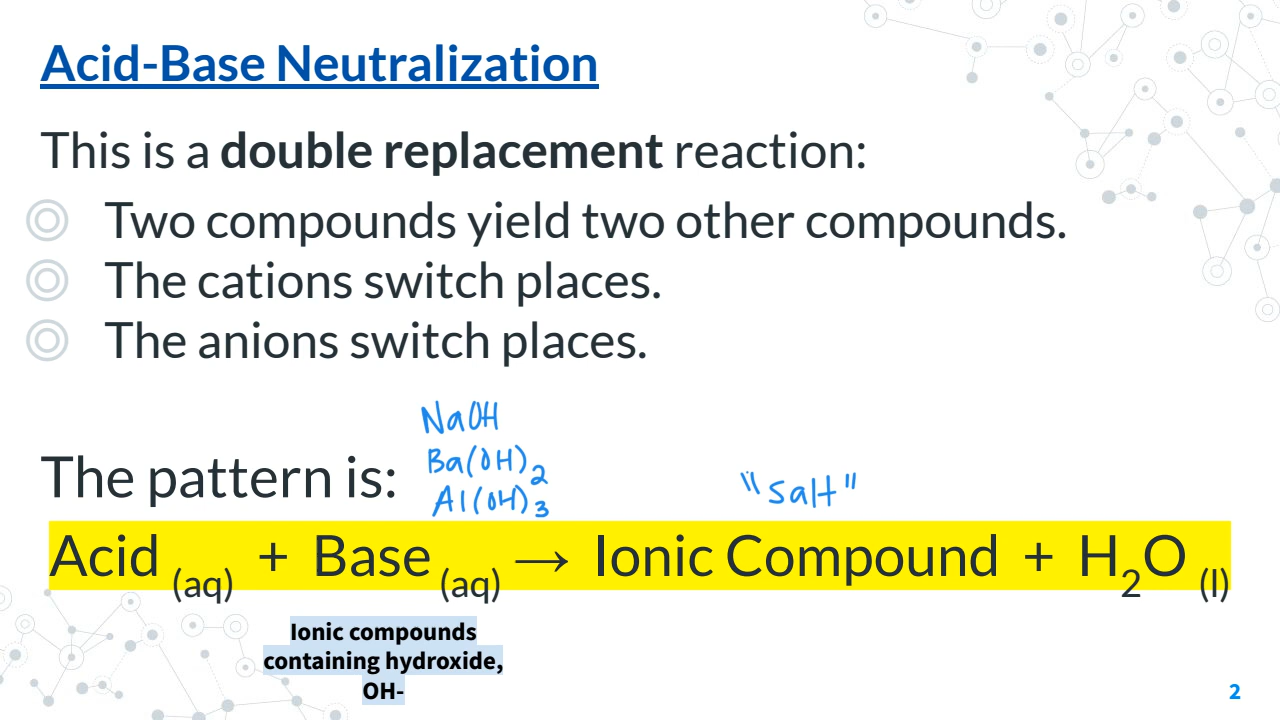 Acid-Base Neutralization
This is a double replacement reaction:
Two compounds yield two other compounds.
The cations switch places.
The anions switch places.
NaOH
Ba(OH)2
Al(OH)3
The pattern is:
"salt"
Acid (aq) + Base (aq) → Ionic Compound + H2O (l)
Ionic compounds
containing hydroxide,
OH-
2